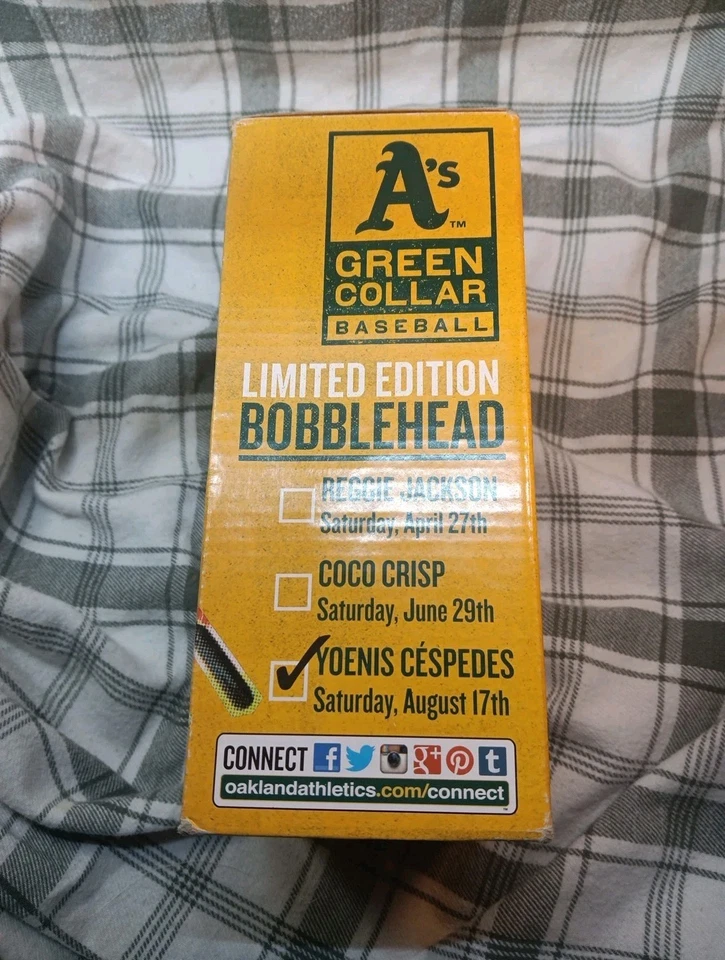 A's™
GREEN
COLLAR
BASEBALL
LIMITED EDITION
BOBBLEHEAD
REGGIE JACKSON
Saturday, April 27th
COCO CRISP
Saturday, June 29th
YOENIS CÉSPEDES
Saturday, August 17th
CONNECT f g+ p t
oaklandathletics.com/connect